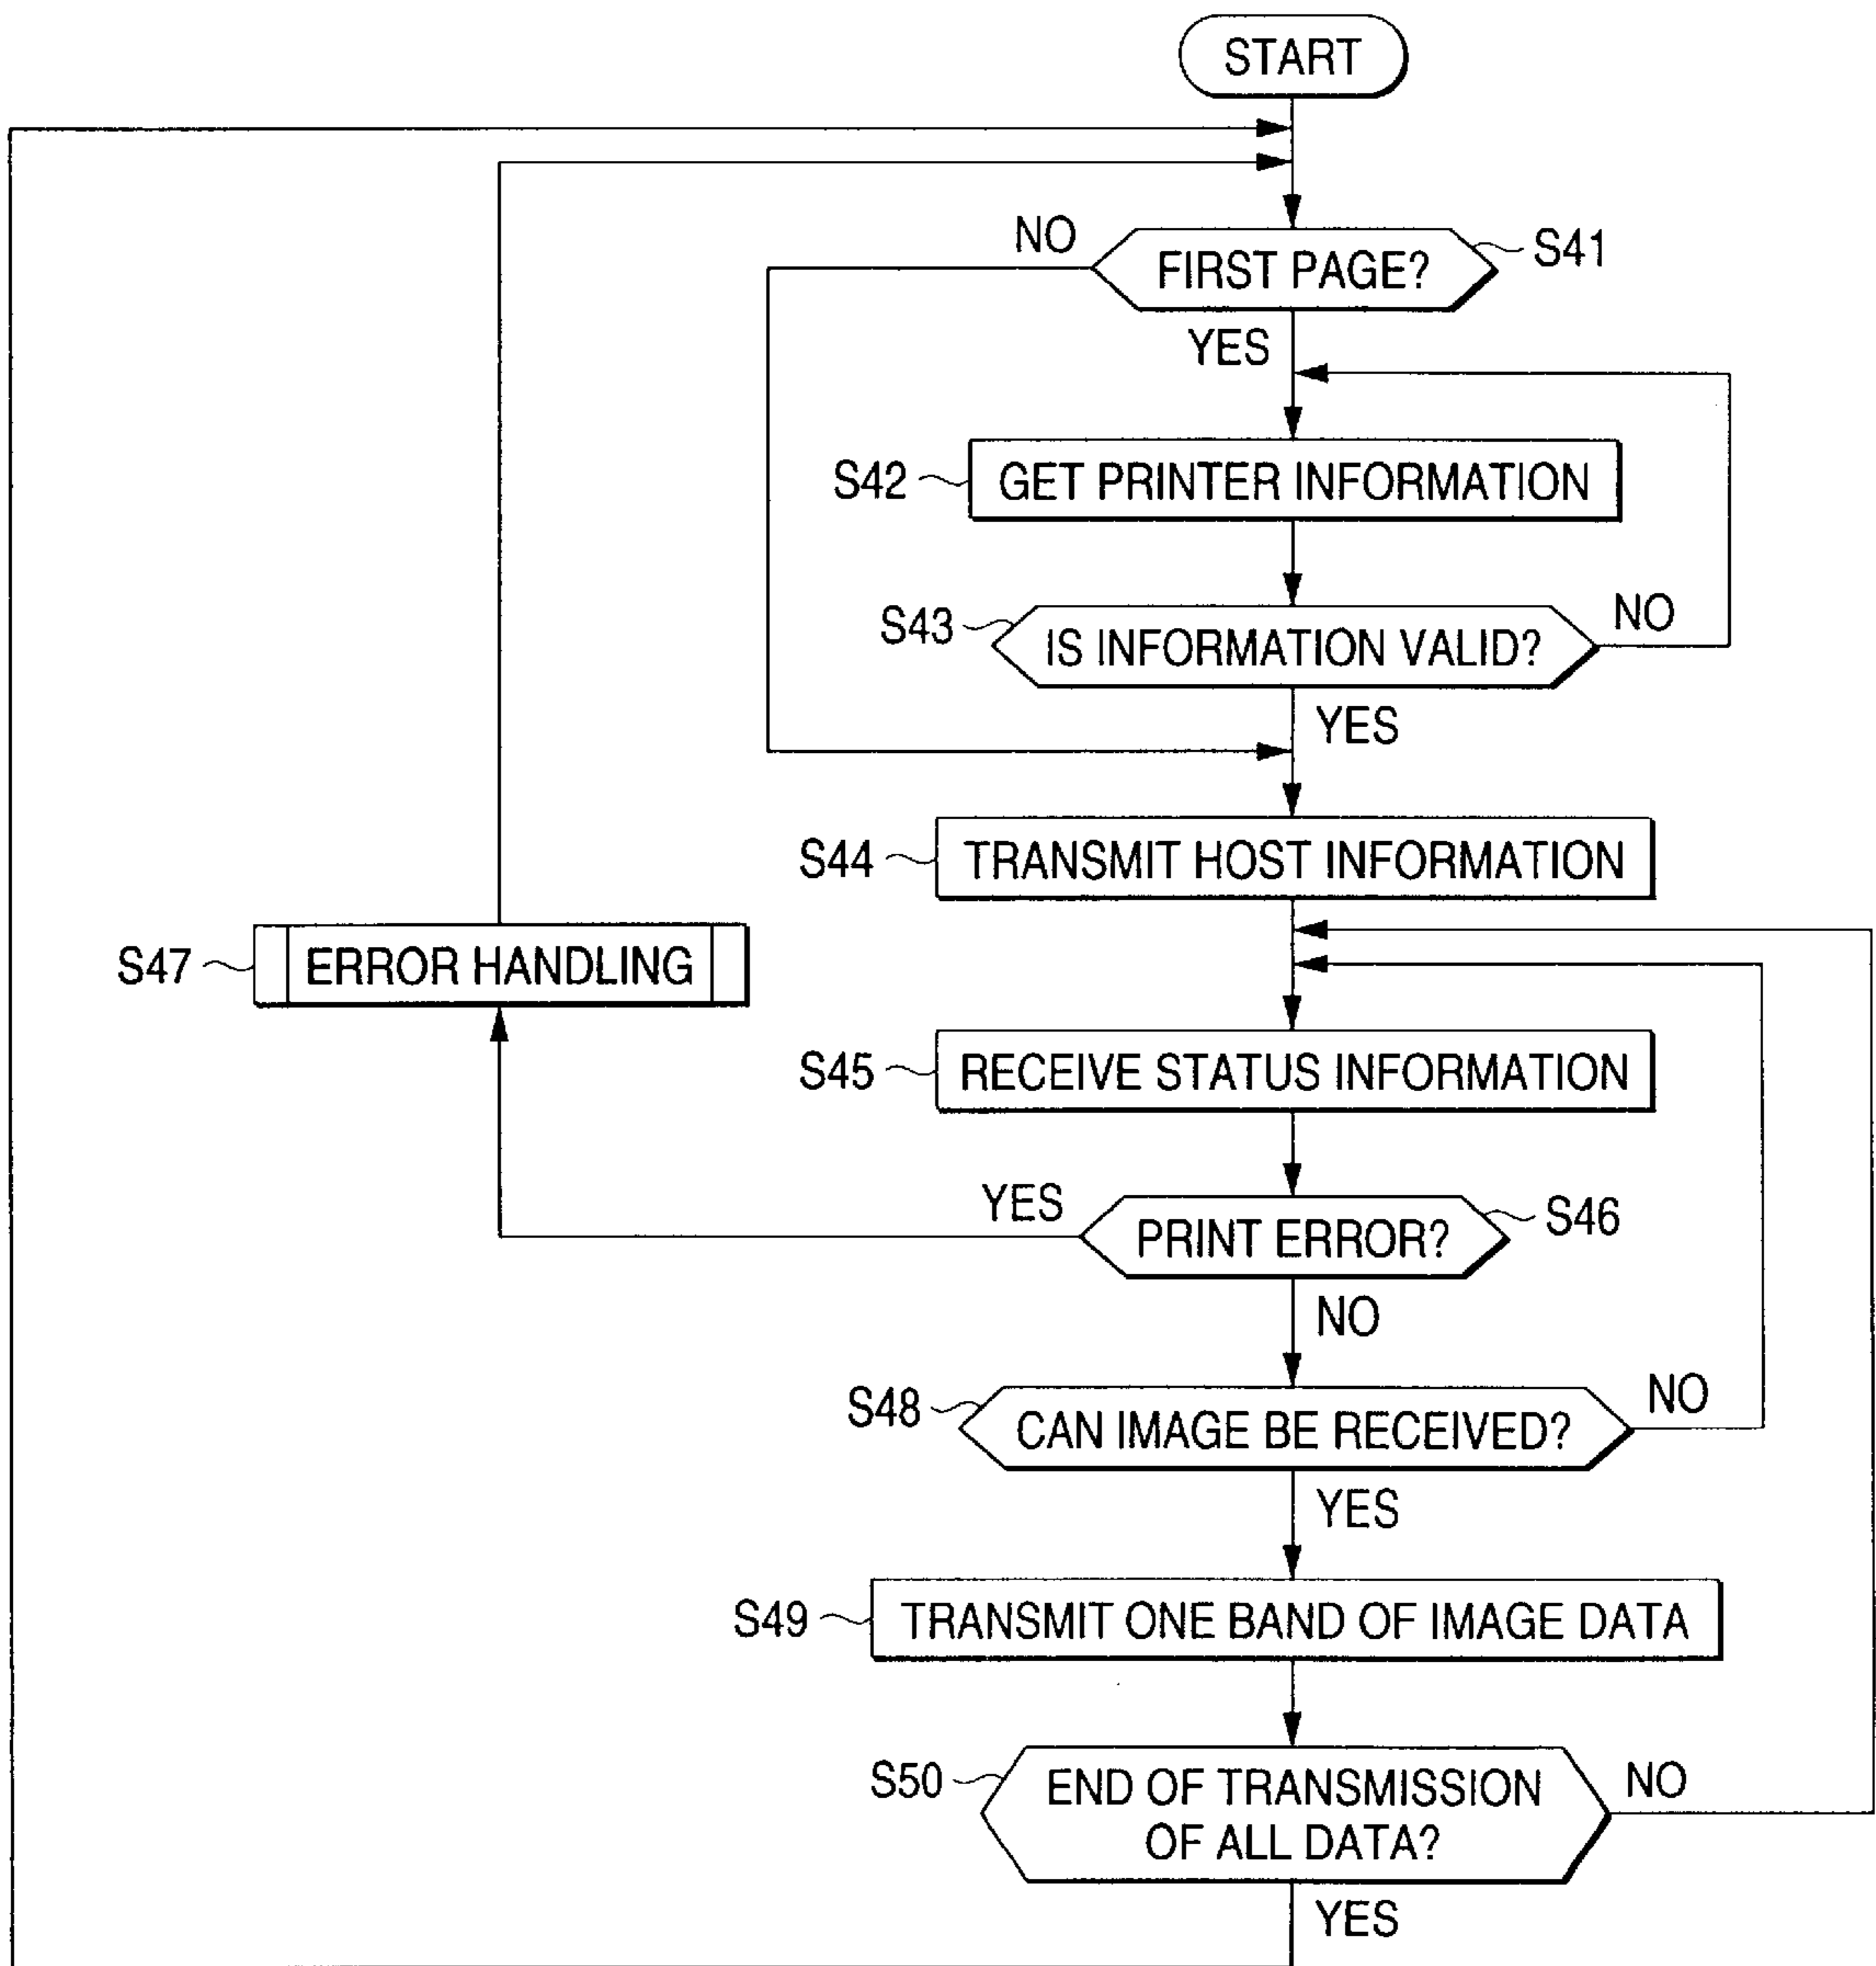 START
NO
FIRST PAGE?
S41
YES
S42
GET PRINTER INFORMATION
S43
IS INFORMATION VALID?
NO
YES
S44
TRANSMIT HOST INFORMATION
S47
ERROR HANDLING
S45
RECEIVE STATUS INFORMATION
YES
PRINT ERROR?
S46
NO
S48
CAN IMAGE BE RECEIVED?
NO
YES
S49
TRANSMIT ONE BAND OF IMAGE DATA
S50
END OF TRANSMISSION
OF ALL DATA?
NO
YES